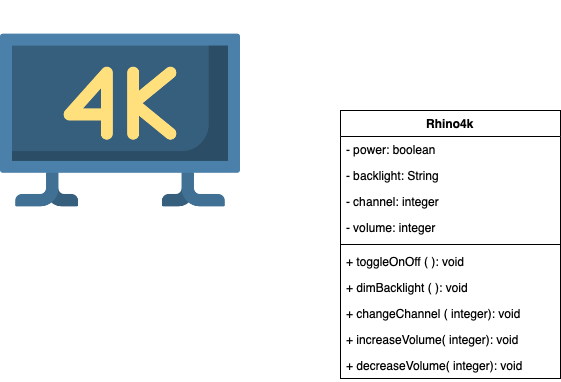 4K
Rhino4k
- power: boolean
- backlight: String
- channel: integer
- volume: integer
+ toggleOnOff ( ): void
+ dimBacklight ( ): void
+ changeChannel ( integer): void
+ increaseVolume( integer): void
+ decreaseVolume( integer): void